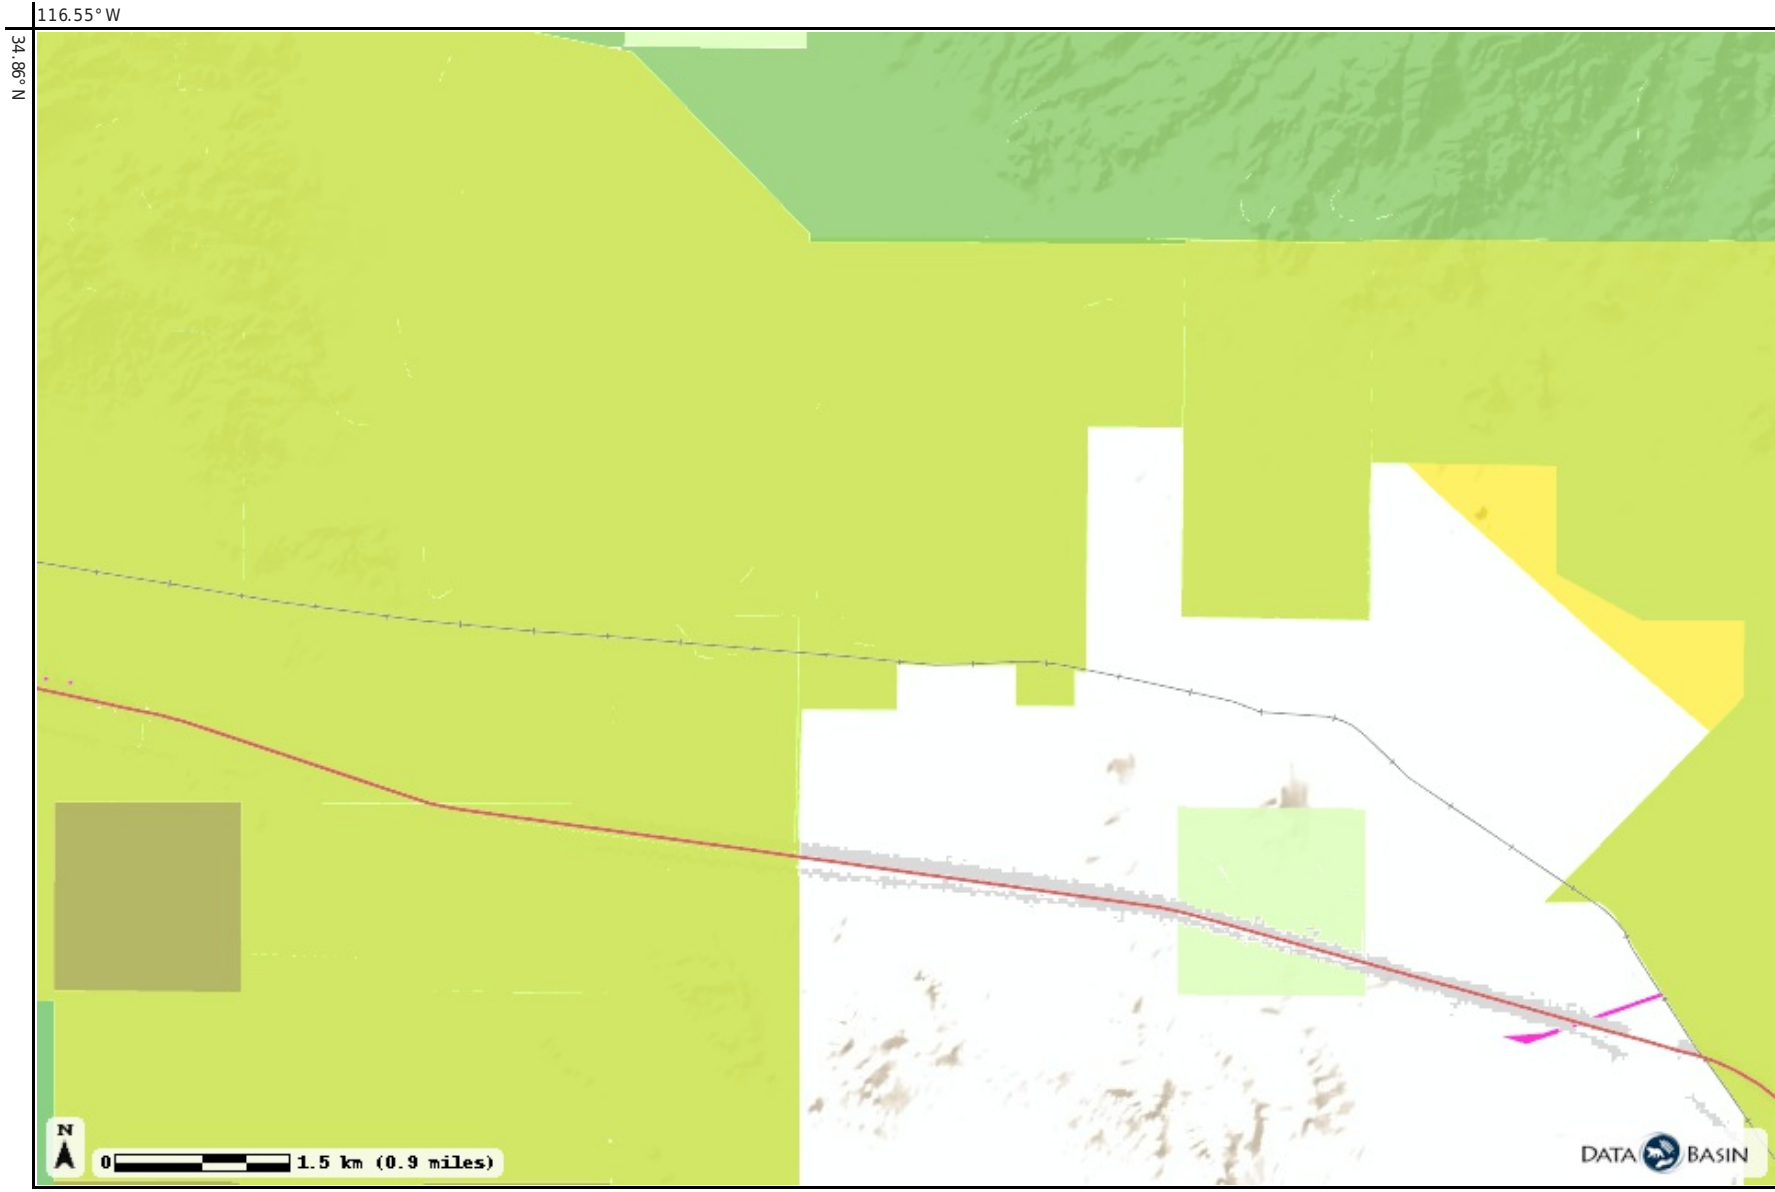 116.55° W
34.86° N
N
0 1.5 km (0.9 miles)
DATA BASIN